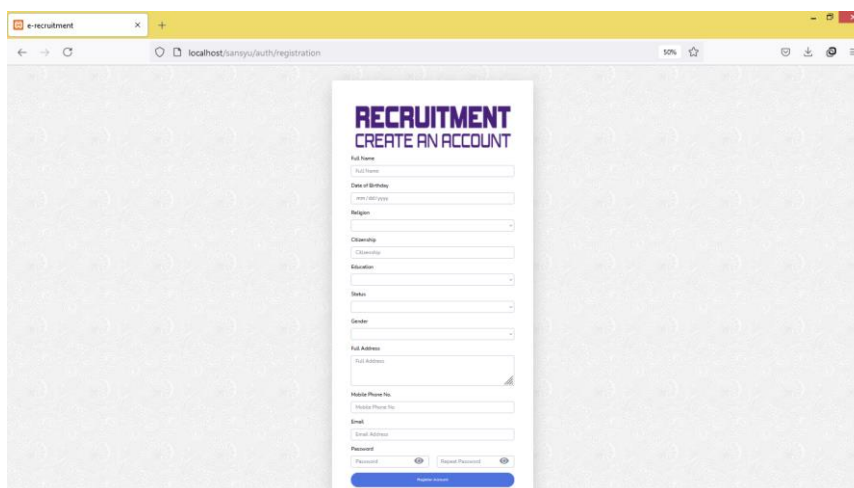 e-recruitment
localhost/sansyu/auth/registration
50%
RECRUITMENT
CREATE AN ACCOUNT
Full Name
Full Name
Date of Birthday
mm/dd/yyyy
Religion
Citizenship
Citizenship
Education
Status
Gender
Full Address
Full Address
Mobile Phone No.
Mobile Phone No.
Email
Email Address
Password
Password Repeat Password
Register Account